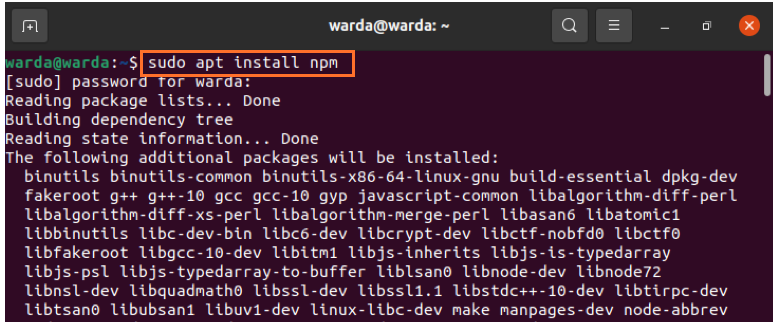 warda@warda: ~
warda@warda:~$ sudo apt install npm
[sudo] password for warda:
Reading package lists... Done
Building dependency tree
Reading state information... Done
The following additional packages will be installed:
  binutils binutils-common binutils-x86-64-linux-gnu build-essential dpkg-dev
  fakeroot g++ g++-10 gcc gcc-10 gyp javascript-common libalgorithm-diff-perl
  libalgorithm-diff-xs-perl libalgorithm-merge-perl libasan6 libatomic1
  libbinutils libc-dev-bin libc6-dev libcrypt-dev libctf-nobfd0 libctf0
  libfakeroot libgcc-10-dev libitm1 libjs-inherits libjs-is-typedarray
  libjs-psl libjs-typedarray-to-buffer liblsan0 libnode-dev libnode72
  libnsl-dev libquadmath0 libssl-dev libssl1.1 libstdc++-10-dev libtirpc-dev
  libtsan0 libubsan1 libuv1-dev linux-libc-dev make manpages-dev node-abbrev